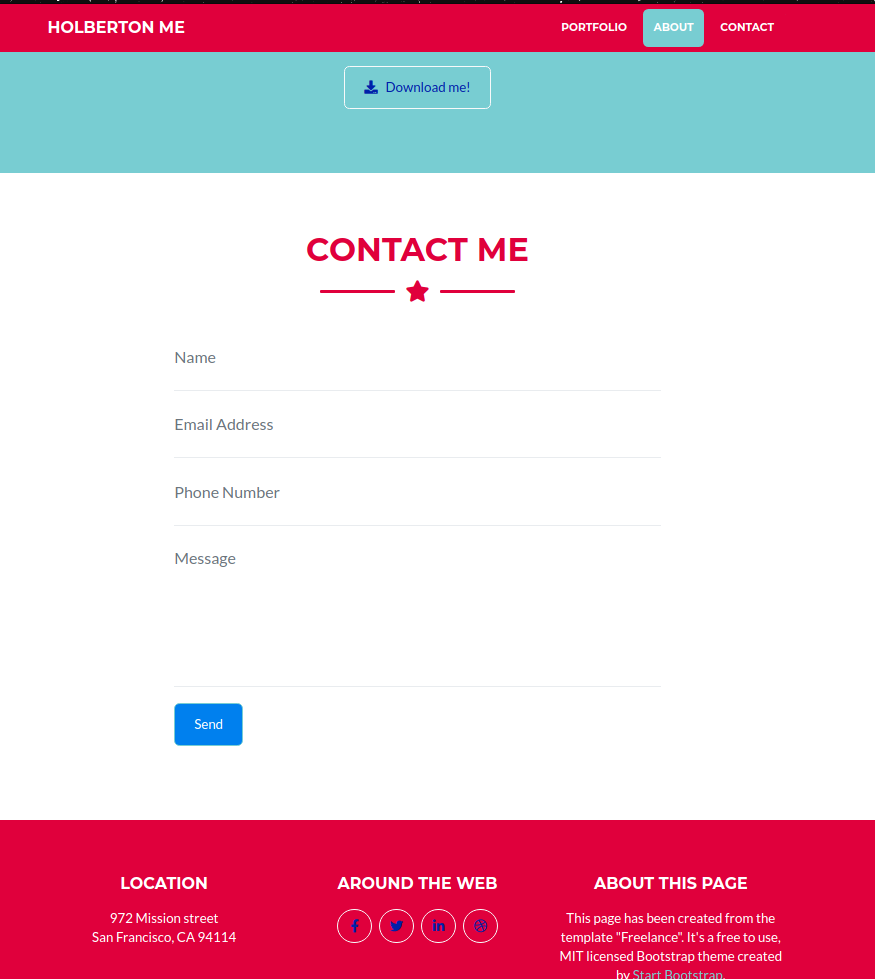 HOLBERTON ME
PORTFOLIO
ABOUT
CONTACT
Download me!
CONTACT ME
Name
Email Address
Phone Number
Message
Send
LOCATION
972 Mission street
San Francisco, CA 94114
AROUND THE WEB
ABOUT THIS PAGE
This page has been created from the
template "Freelance". It's a free to use,
MIT licensed Bootstrap theme created
by Start Bootstrap.